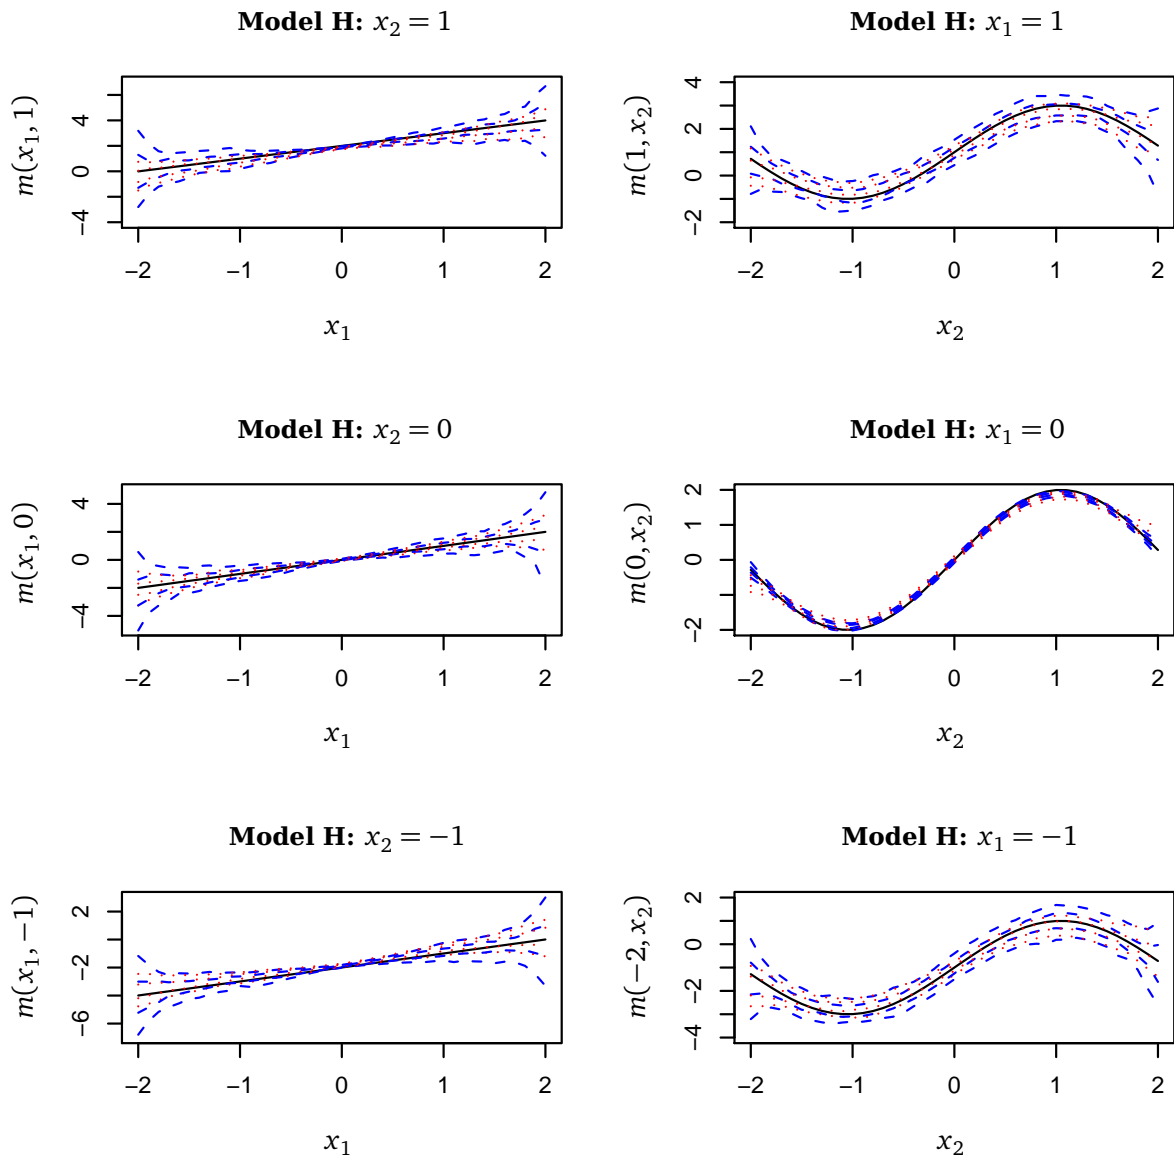 Model H: x₂ = 1
m(x₁, 1)
4
0
−4
−2 −1 0 1 2
x₁
Model H: x₁ = 1
m(1, x₂)
4
2
0
−2
−2 −1 0 1 2
x₂
Model H: x₂ = 0
m(x₁, 0)
4
0
−4
−2 −1 0 1 2
x₁
Model H: x₁ = 0
m(0, x₂)
2
1
0
−2
−2 −1 0 1 2
x₂
Model H: x₂ = −1
m(x₁, −1)
2
−2
−6
−2 −1 0 1 2
x₁
Model H: x₁ = −1
m(−2, x₂)
2
0
−2
−4
−2 −1 0 1 2
x₂